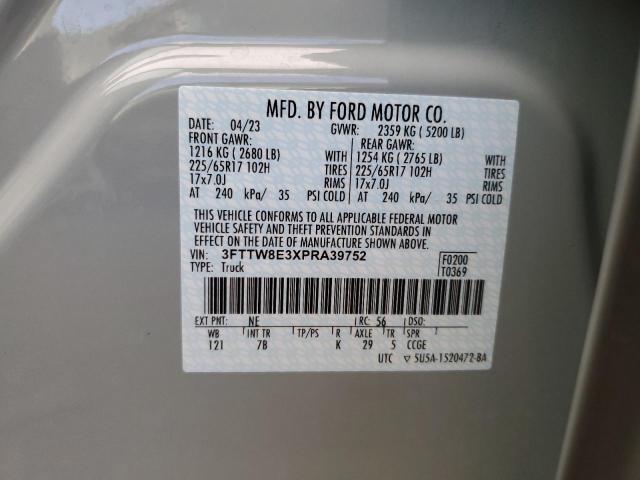 MFD. BY FORD MOTOR CO.
DATE: 04/23 GVWR: 2359 KG ( 5200 LB)
FRONT GAWR: REAR GAWR:
1216 KG ( 2680 LB) WITH 1254 KG ( 2765 LB) WITH
225/65R17 102H TIRES 225/65R17 102H TIRES
17x7.0J RIMS 17x7.0J RIMS
AT 240 kPa/ 35 PSI COLD AT 240 kPa/ 35 PSI COLD
THIS VEHICLE CONFORMS TO ALL APPLICABLE FEDERAL MOTOR
VEHICLE SAFETY AND THEFT PREVENTION STANDARDS IN
EFFECT ON THE DATE OF MANUFACTURE SHOWN ABOVE.
VIN: 3FTTW8E3XPRA39752 F0200
TYPE: Truck T0369
EXT PNT: NE RC: 56 DSO:
WB INT TR TP/PS R AXLE TR SPR
121 7B K 29 5 CCGE
UTC ▽ 5U5A-1520472-BA